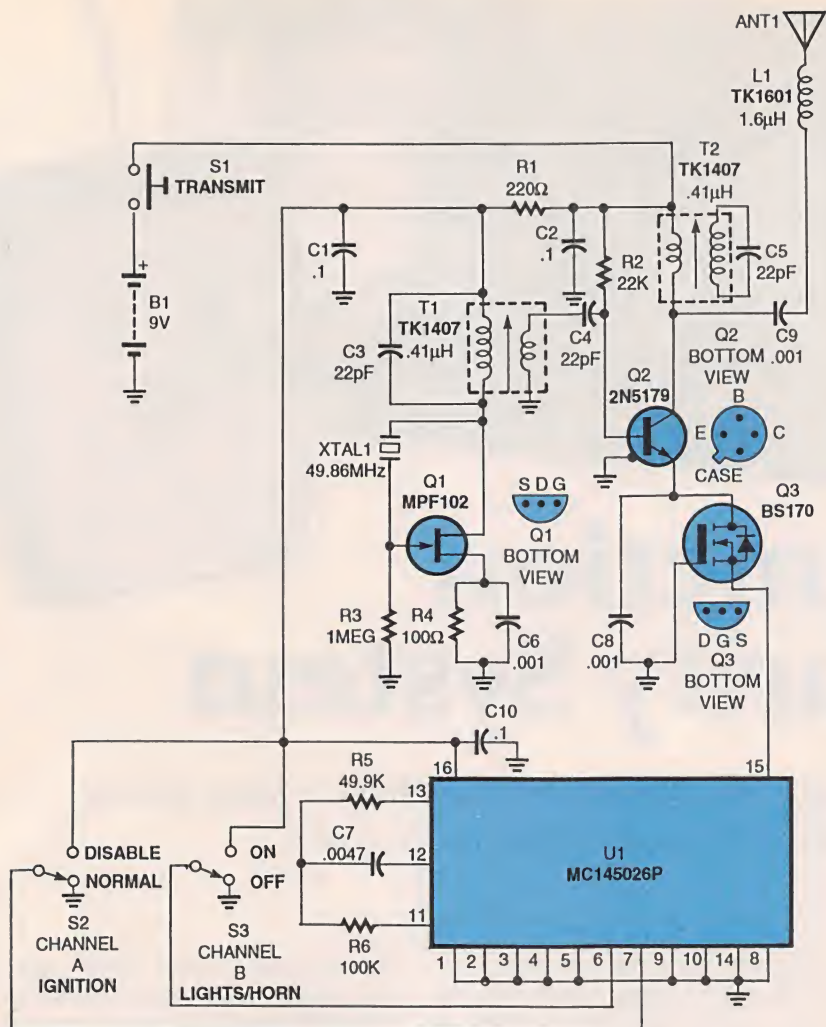 ANT1
L1
TK1601
1.6μH
T2
TK1407
.41μH
S1
TRANSMIT
R1
220Ω
C1
.1
C2
.1
R2
22K
C5
22pF
+
B1
9V
T1
TK1407
.41μH
C3
22pF
C4
22pF
C9
.001
Q2
BOTTOM
VIEW
Q2
2N5179
B
E
C
CASE
XTAL1
49.86MHz
Q1
MPF102
S D G
Q1
BOTTOM
VIEW
Q3
BS170
R3
1MEG
R4
100Ω
C6
.001
C8
.001
D G S
Q3
BOTTOM
VIEW
C10
.1
16
15
R5
49.9K
13
C7
.0047
12
U1
MC145026P
11
R6
100K
DISABLE
NORMAL
ON
OFF
S2
CHANNEL
A
IGNITION
S3
CHANNEL
B
LIGHTS/HORN
1 2 3 4 5 6 7 9 10 14 8